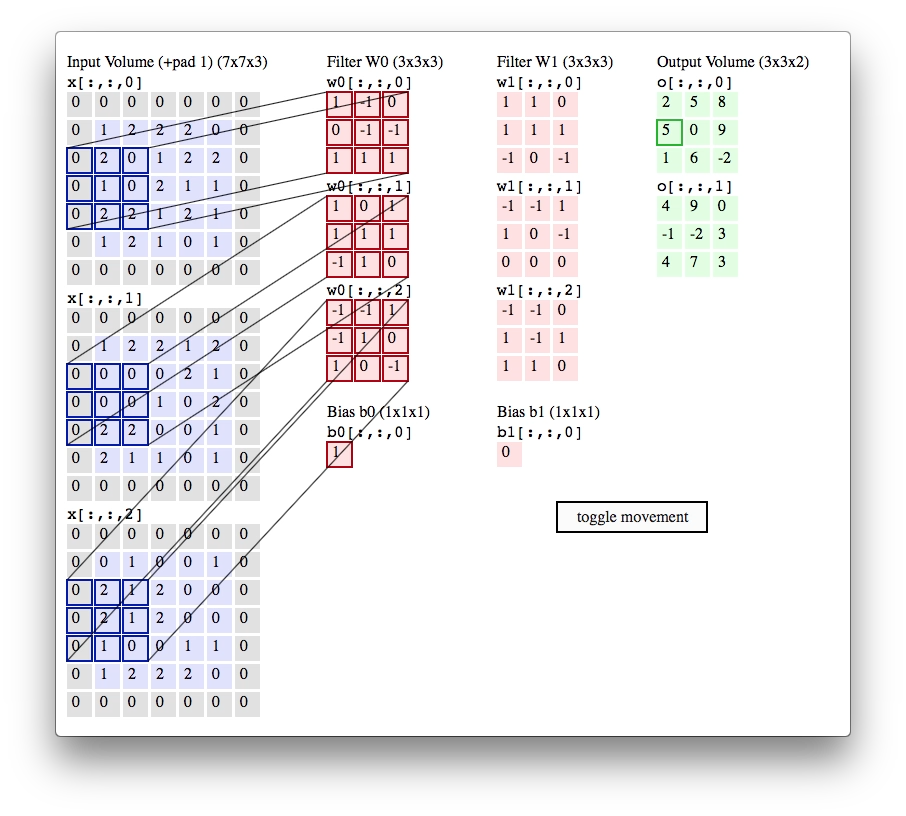 Input Volume (+pad 1) (7x7x3)
x[:,:,0]
0 0 0 0 0 0 0
0 1 2 2 2 0 0
0 2 0 1 2 2 0
0 1 0 2 1 1 0
0 2 2 1 2 1 0
0 1 2 1 0 1 0
0 0 0 0 0 0 0
x[:,:,1]
0 0 0 0 0 0 0
0 1 2 2 1 2 0
0 0 0 0 2 1 0
0 0 0 1 0 2 0
0 2 2 0 0 1 0
0 2 1 1 0 1 0
0 0 0 0 0 0 0
x[:,:,2]
0 0 0 0 0 0 0
0 0 1 0 0 1 0
0 2 1 2 0 0 0
0 2 1 2 0 0 0
0 1 0 0 1 1 0
0 1 2 2 2 0 0
0 0 0 0 0 0 0
Filter W0 (3x3x3)
w0[:,:,0]
1 -1 0
0 -1 -1
1 1 1
w0[:,:,1]
1 0 1
1 1 1
-1 1 0
w0[:,:,2]
-1 -1 1
-1 1 0
1 0 -1
Bias b0 (1x1x1)
b0[:,:,0]
1
Filter W1 (3x3x3)
w1[:,:,0]
1 1 0
1 1 1
-1 0 -1
w1[:,:,1]
-1 -1 1
1 0 -1
0 0 0
w1[:,:,2]
-1 -1 0
1 -1 1
1 1 0
Bias b1 (1x1x1)
b1[:,:,0]
0
Output Volume (3x3x2)
o[:,:,0]
2 5 8
5 0 9
1 6 -2
o[:,:,1]
4 9 0
-1 -2 3
4 7 3
toggle movement